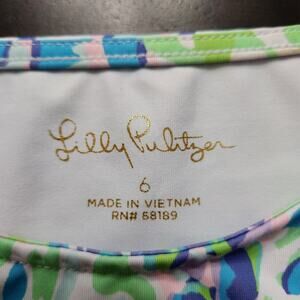 Lilly Pulitzer
6
MADE IN VIETNAM
RN# 68189